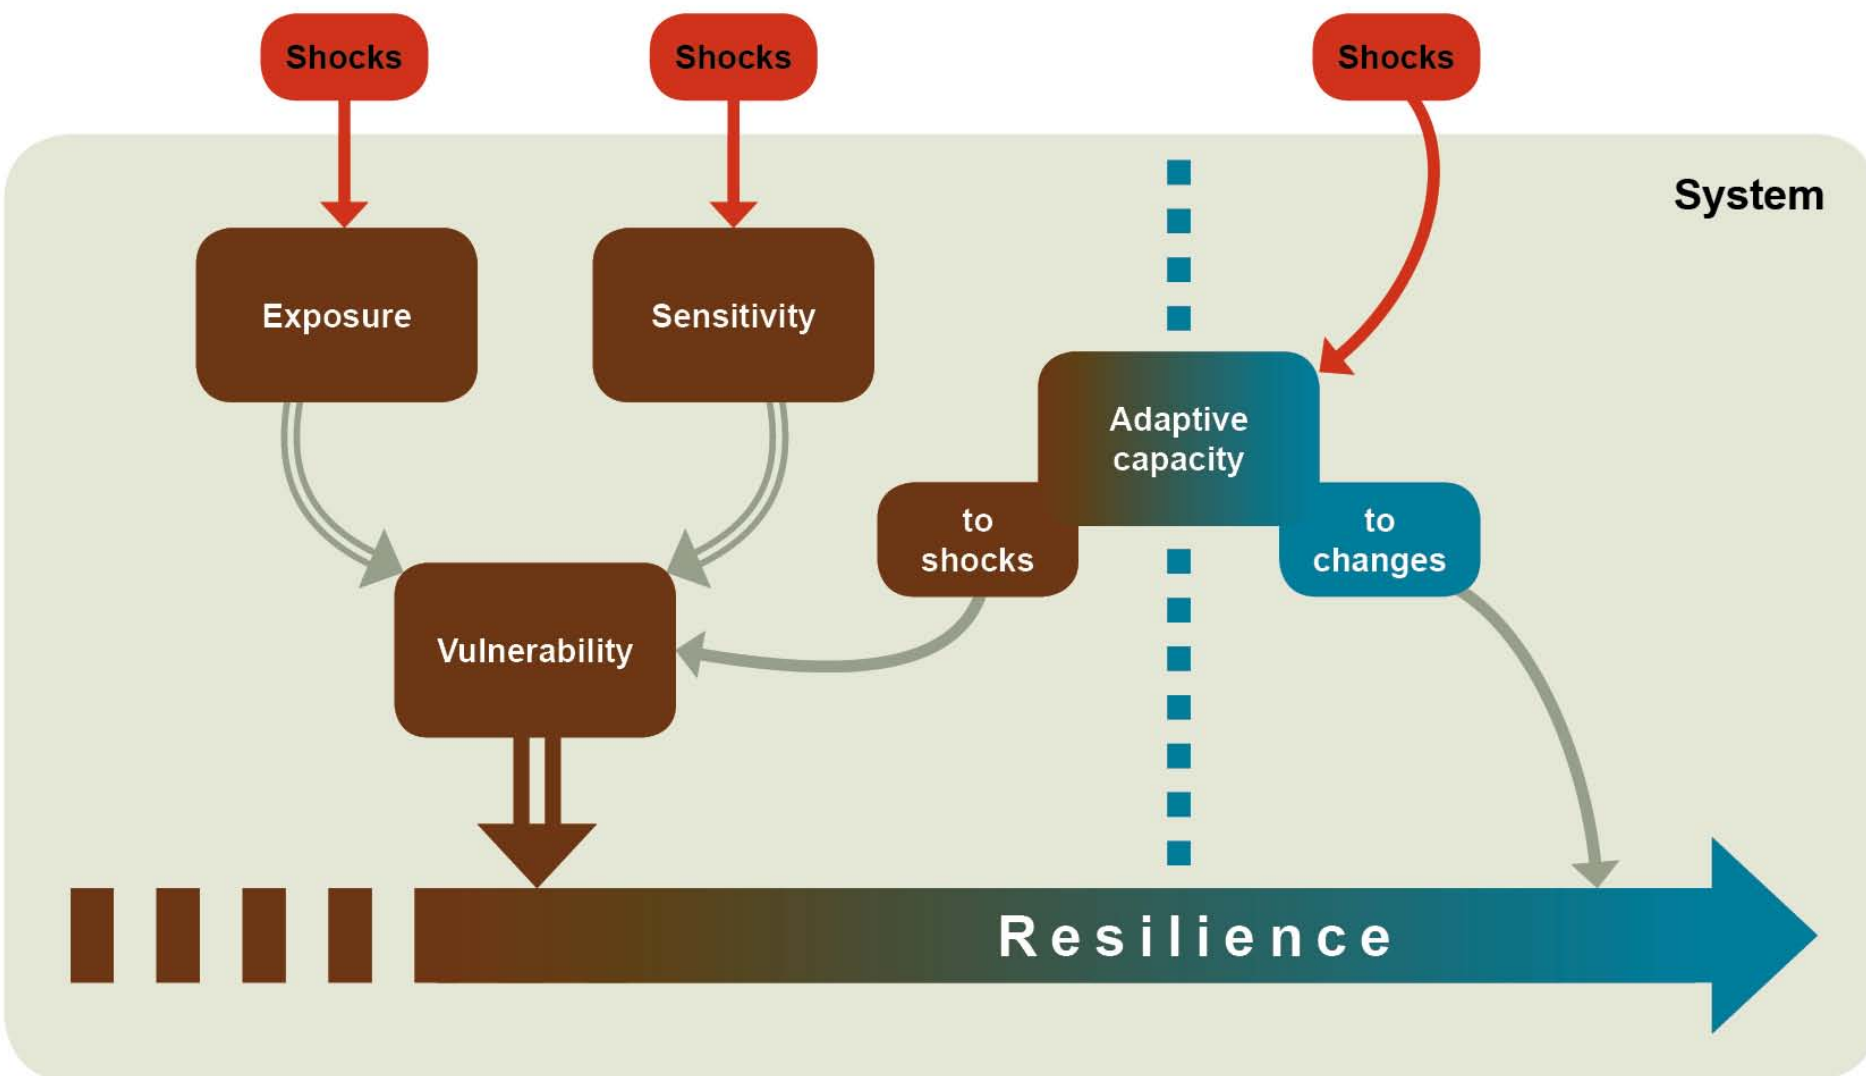 Shocks
Shocks
Shocks
System
Exposure
Sensitivity
Adaptive
capacity
to
shocks
to
changes
Vulnerability
Resilience